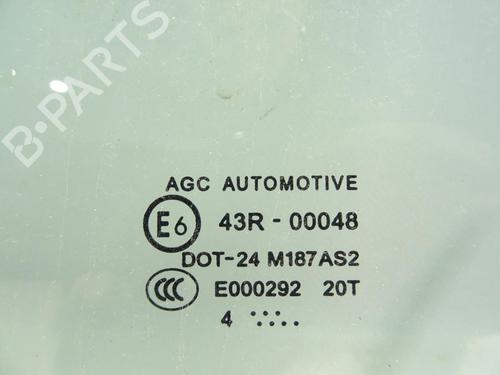 B-PARTS
AGC AUTOMOTIVE
E6 43R - 00048
DOT-24 M187AS2
CCC E000292 20T
4 .::::.